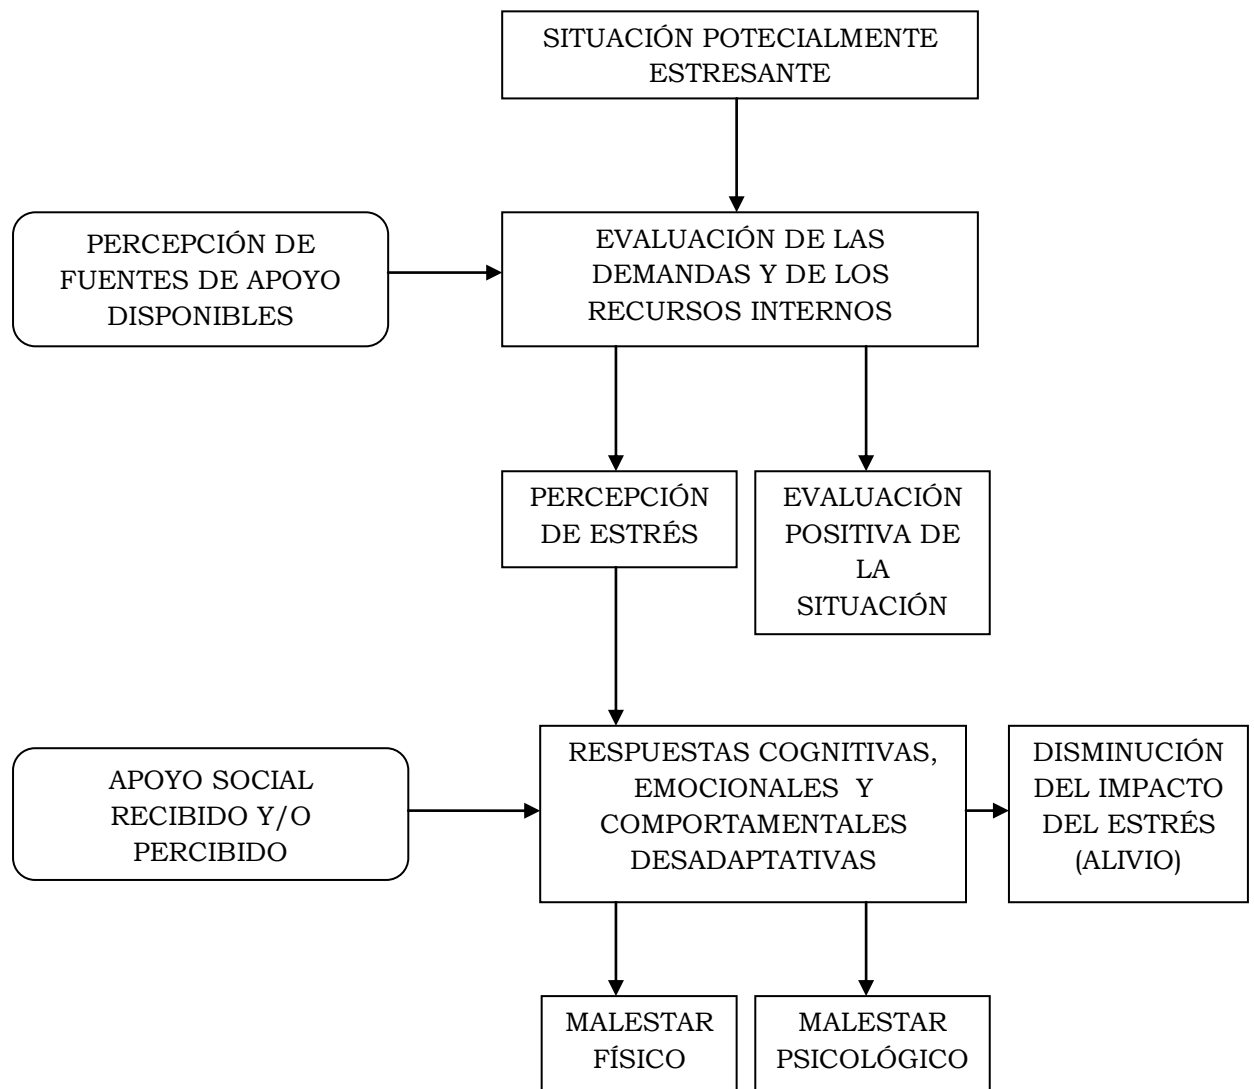 SITUACIÓN POTECIALMENTE
ESTRESANTE
PERCEPCIÓN DE
FUENTES DE APOYO
DISPONIBLES
EVALUACIÓN DE LAS
DEMANDAS Y DE LOS
RECURSOS INTERNOS
PERCEPCIÓN
DE ESTRÉS
EVALUACIÓN
POSITIVA DE
LA
SITUACIÓN
APOYO SOCIAL
RECIBIDO Y/O
PERCIBIDO
RESPUESTAS COGNITIVAS,
EMOCIONALES Y
COMPORTAMENTALES
DESADAPTATIVAS
DISMINUCIÓN
DEL IMPACTO
DEL ESTRÉS
(ALIVIO)
MALESTAR
FÍSICO
MALESTAR
PSICOLÓGICO